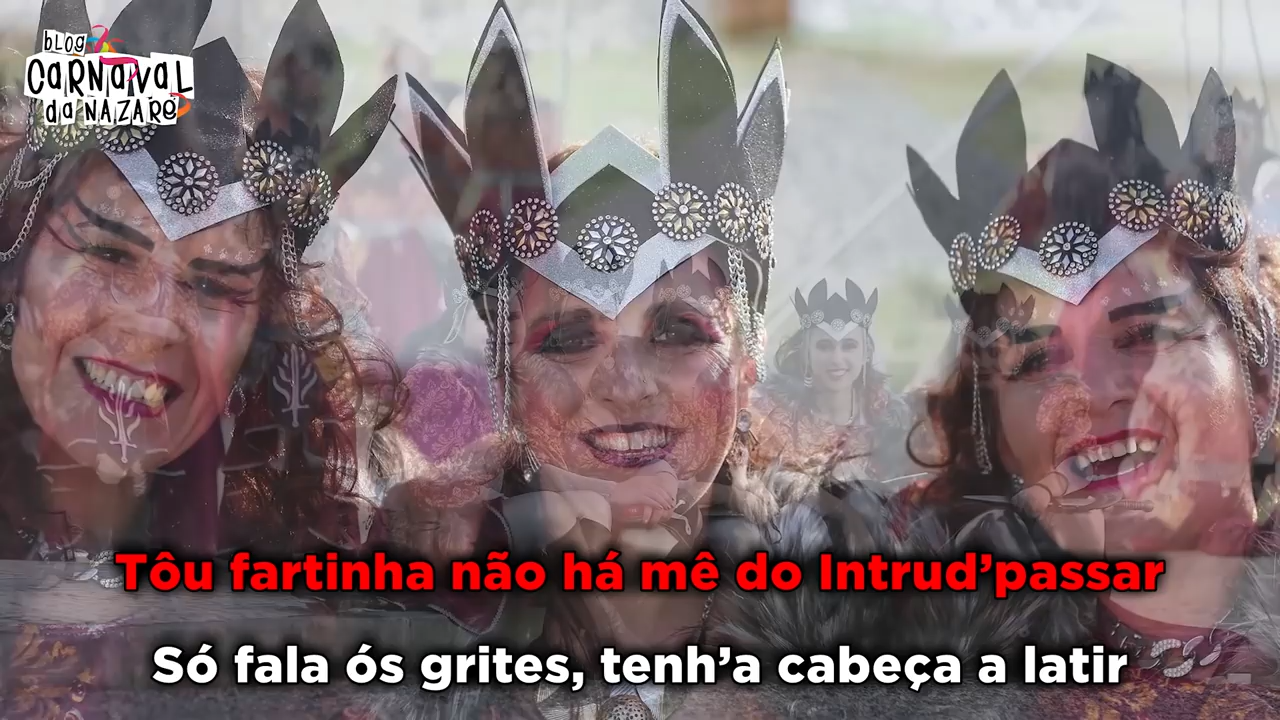 BLOG
CARNAVAL
da NAZARÉ
Tôu fartinha não há mê do Intrud’passar
Só fala ós grites, tenh’a cabeça a latir